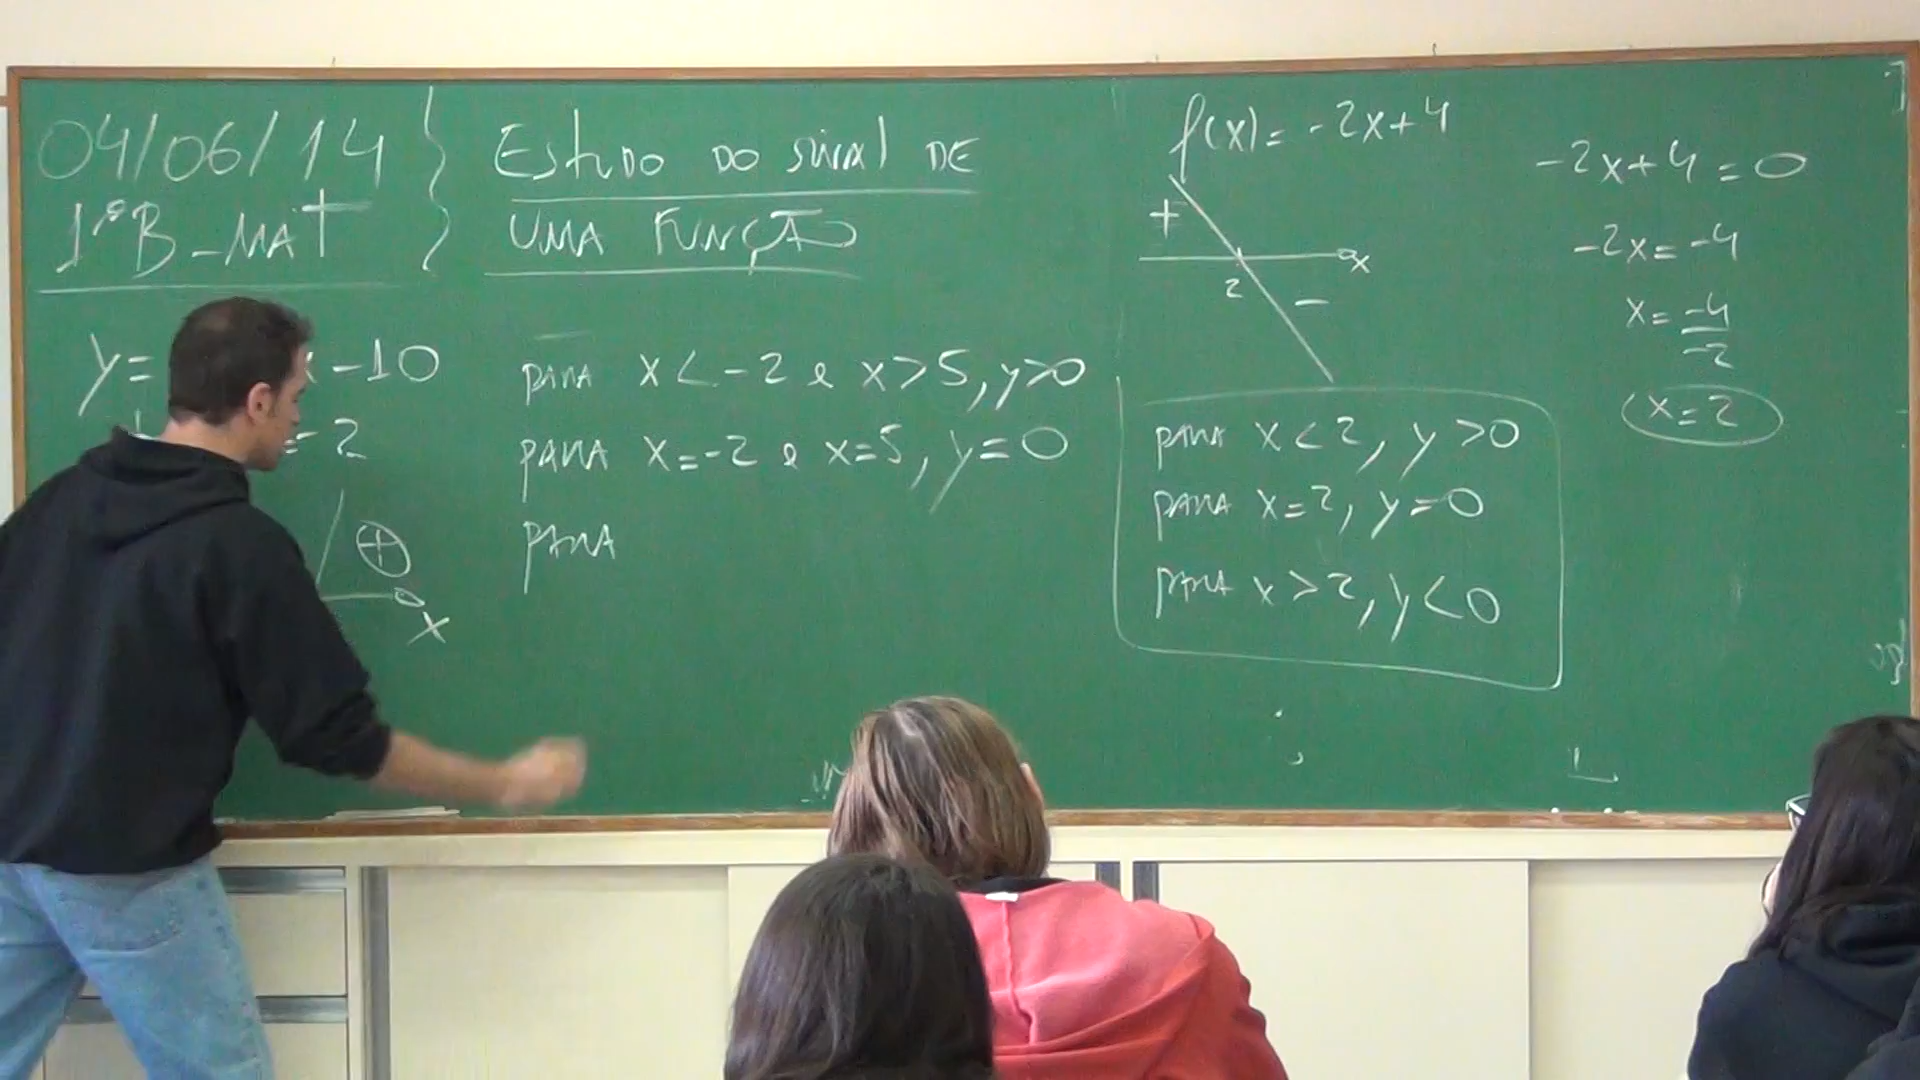 04/06/14
1ºB-MAT
Estudo do sinal de
uma função
y= x-10
=-2
+
x
para x<-2 e x>5, y>0
para x=-2 e x=5, y=0
para
f(x)=-2x+4
+
x
2
-
para x<2, y>0
para x=2, y=0
para x>2, y<0
-2x+4=0
-2x=-4
x=-4
-2
x=2